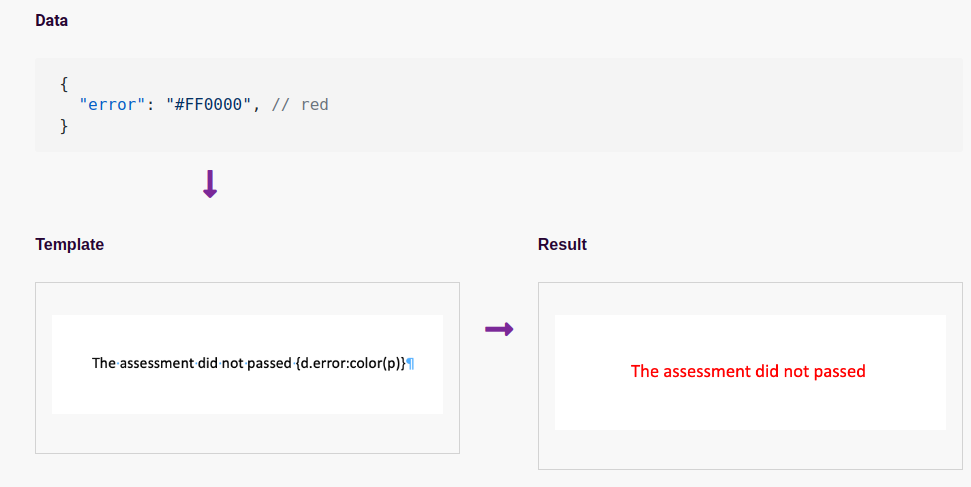 Data
{
"error": "#FF0000", // red
}
Template
Result
The·assessment·did·not·passed·{d.error:color(p)}¶
The assessment did not passed